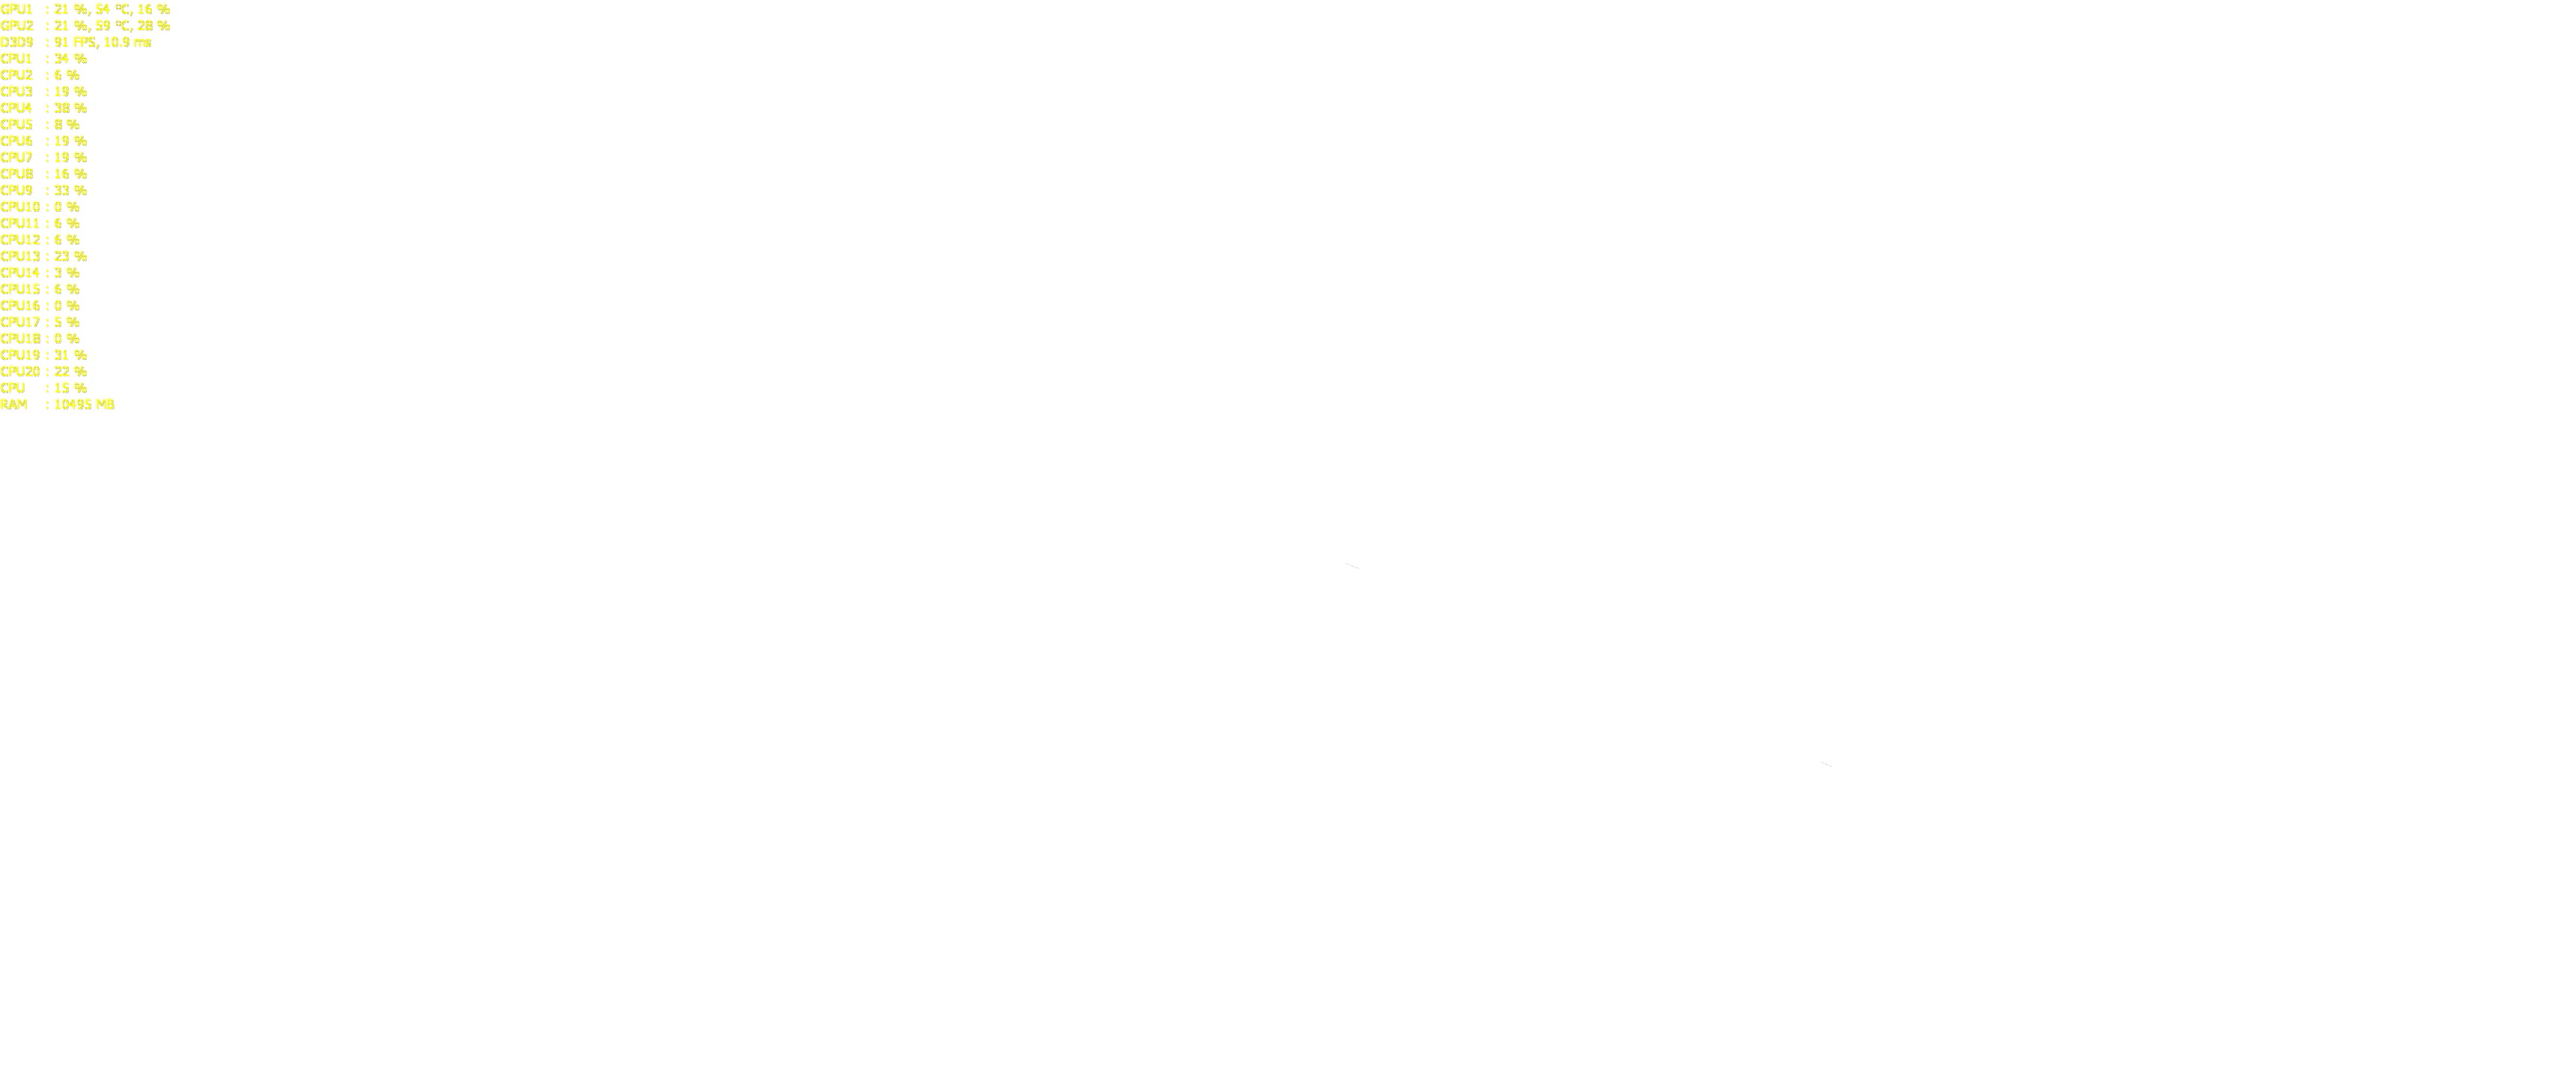 GPU1 : 21 %, 54 °C, 16 %
GPU2 : 21 %, 59 °C, 28 %
D3D9 : 91 FPS, 10.9 ms
CPU1 : 34 %
CPU2 : 6 %
CPU3 : 19 %
CPU4 : 38 %
CPU5 : 8 %
CPU6 : 19 %
CPU7 : 19 %
CPU8 : 16 %
CPU9 : 33 %
CPU10 : 0 %
CPU11 : 6 %
CPU12 : 6 %
CPU13 : 23 %
CPU14 : 3 %
CPU15 : 6 %
CPU16 : 0 %
CPU17 : 5 %
CPU18 : 0 %
CPU19 : 31 %
CPU20 : 22 %
CPU : 15 %
RAM : 10495 MB